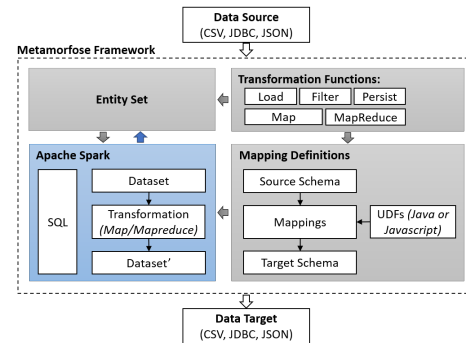 Data Source
(CSV, JDBC, JSON)
Metamorfose Framework
Entity Set
Transformation Functions:
Load Filter Persist
Map MapReduce
Apache Spark
SQL
Dataset
Transformation
(Map/Mapreduce)
Dataset’
Mapping Definitions
Source Schema
Mappings
UDFs (Java or
Javascript)
Target Schema
Data Target
(CSV, JDBC, JSON)